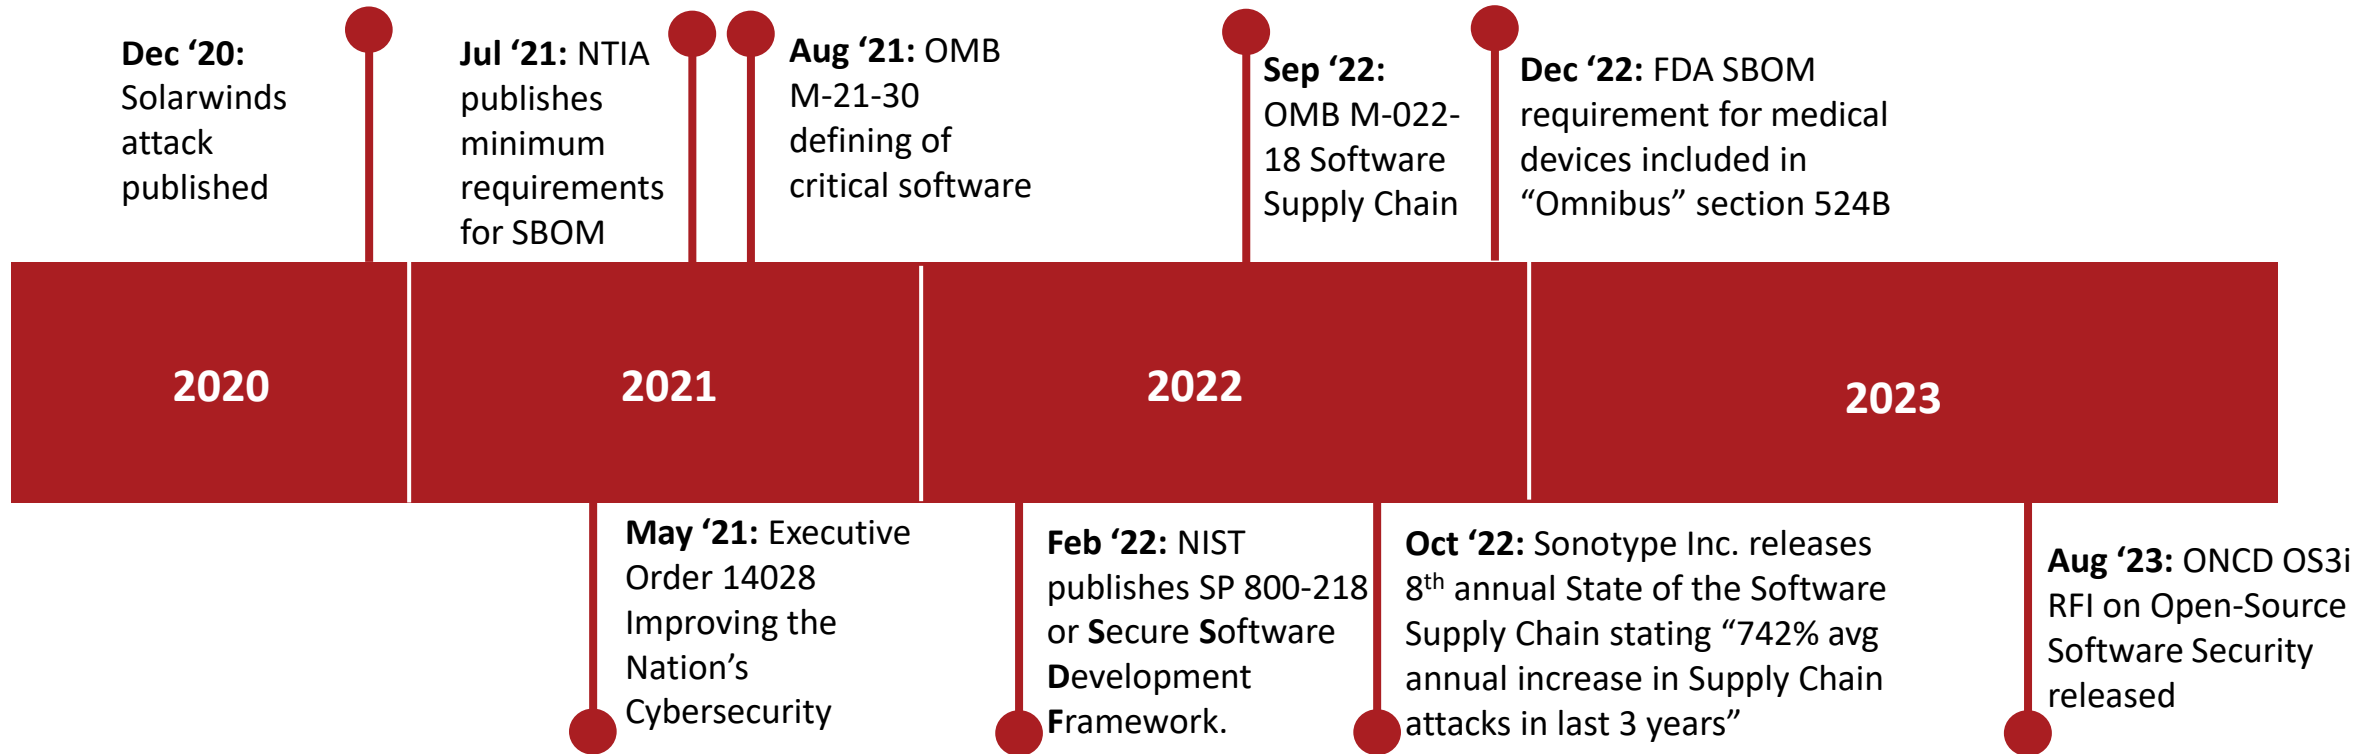 Dec ‘20:
Solarwinds
attack
published
Jul ‘21: NTIA
publishes
minimum
requirements
for SBOM
Aug ‘21: OMB
M-21-30
defining of
critical software
Sep ‘22:
OMB M-022-
18 Software
Supply Chain
Dec ‘22: FDA SBOM
requirement for medical
devices included in
“Omnibus” section 524B
2020
2021
2022
2023
May ‘21: Executive
Order 14028
Improving the
Nation’s
Cybersecurity
Feb ‘22: NIST
publishes SP 800-218
or Secure Software
Development
Framework.
Oct ‘22: Sonotype Inc. releases
8th annual State of the Software
Supply Chain stating “742% avg
annual increase in Supply Chain
attacks in last 3 years”
Aug ‘23: ONCD OS3i
RFI on Open-Source
Software Security
released